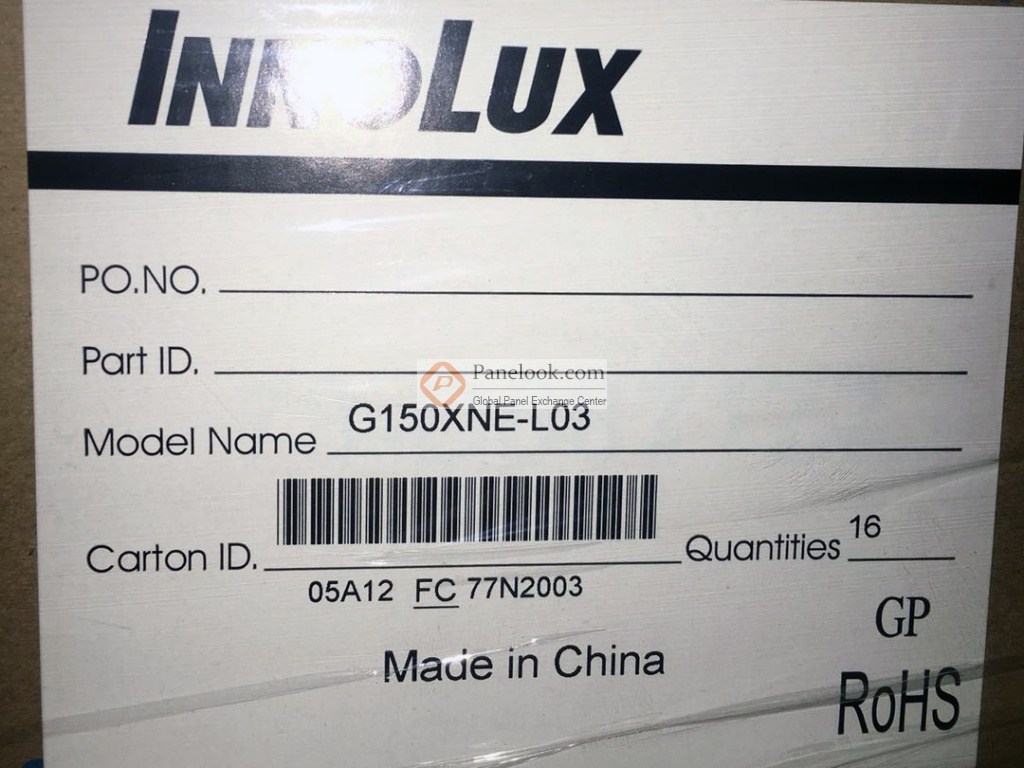 INNOLUX
PO.NO.
Part ID.
Panelook.com
Global Panel Exchange Center
Model Name G150XNE-L03
Carton ID. Quantities 16
05A12 FC 77N2003
GP
Made in China
RoHS